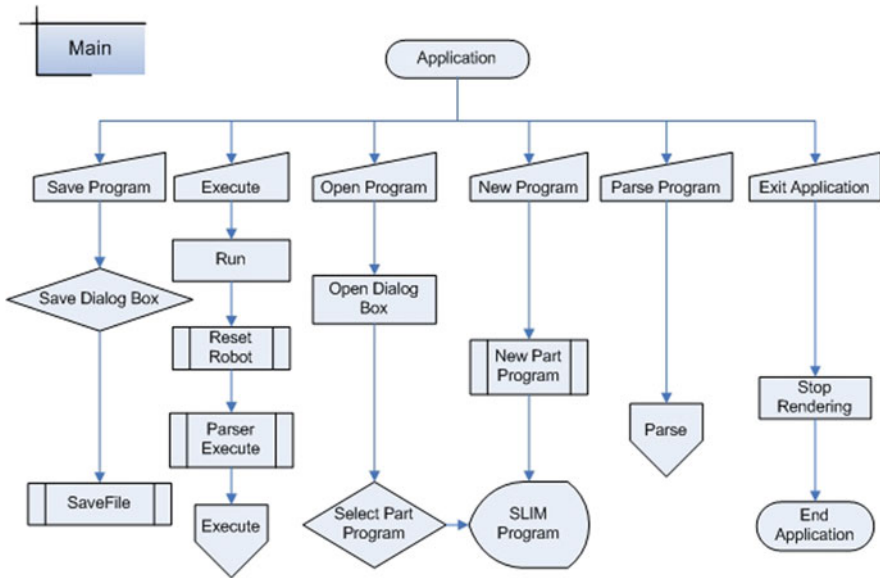 Main
Application
Save Program
Execute
Open Program
New Program
Parse Program
Exit Application
Run
Save Dialog Box
Open Dialog
Box
Reset
Robot
New Part
Program
Stop
Rendering
Parser
Execute
Parse
SaveFile
Execute
Select Part
Program
SLIM
Program
End
Application